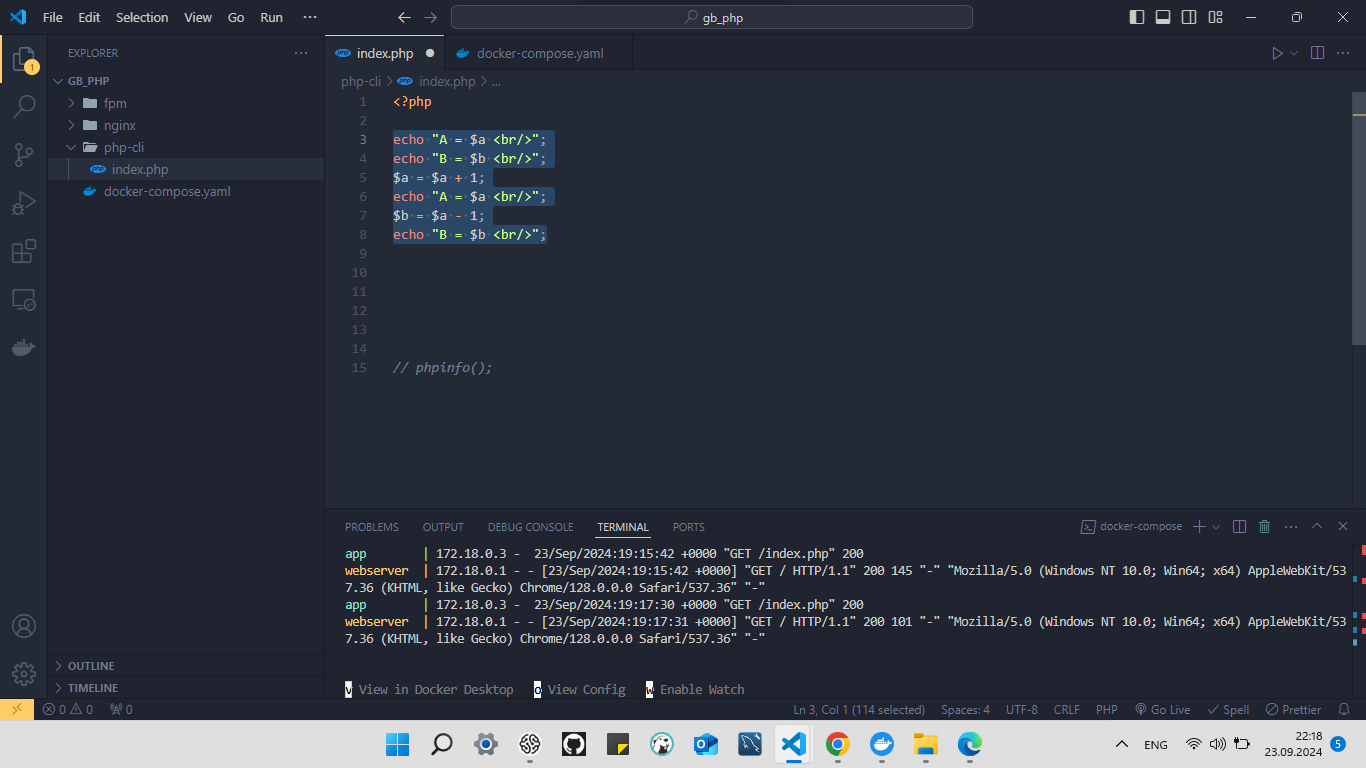 File Edit Selection View Go Run ··· gb_php
EXPLORER ···
GB_PHP
fpm
nginx
php-cli
index.php
docker-compose.yaml
OUTLINE
TIMELINE
1
index.php docker-compose.yaml
php-cli > index.php > ...
1 <?php
2
3 echo "A = $a <br/>";
4 echo "B = $b <br/>";
5 $a = $a + 1;
6 echo "A = $a <br/>";
7 $b = $a - 1;
8 echo "B = $b <br/>";
9
10
11
12
13
14
15 // phpinfo();
PROBLEMS OUTPUT DEBUG CONSOLE TERMINAL PORTS docker-compose
app | 172.18.0.3 - 23/Sep/2024:19:15:42 +0000 "GET /index.php" 200
webserver | 172.18.0.1 - - [23/Sep/2024:19:15:42 +0000] "GET / HTTP/1.1" 200 145 "-" "Mozilla/5.0 (Windows NT 10.0; Win64; x64) AppleWebKit/53
7.36 (KHTML, like Gecko) Chrome/128.0.0.0 Safari/537.36" "-"
app | 172.18.0.3 - 23/Sep/2024:19:17:30 +0000 "GET /index.php" 200
webserver | 172.18.0.1 - - [23/Sep/2024:19:17:31 +0000] "GET / HTTP/1.1" 200 101 "-" "Mozilla/5.0 (Windows NT 10.0; Win64; x64) AppleWebKit/53
7.36 (KHTML, like Gecko) Chrome/128.0.0.0 Safari/537.36" "-"
v View in Docker Desktop o View Config w Enable Watch
0 0 0 Ln 3, Col 1 (114 selected) Spaces: 4 UTF-8 CRLF PHP Go Live Spell Prettier
ENG 22:18 5
23.09.2024